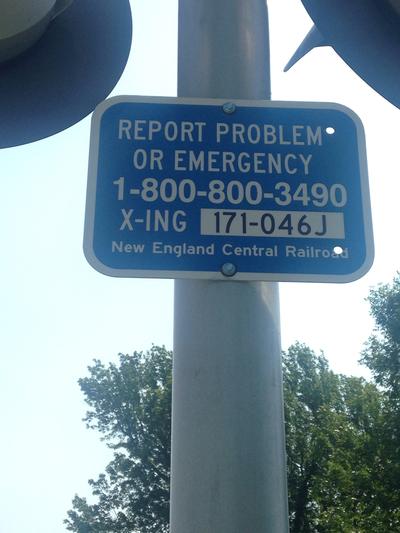 REPORT PROBLEM
OR EMERGENCY
1-800-800-3490
X-ING 171-046J
New England Central Railroad